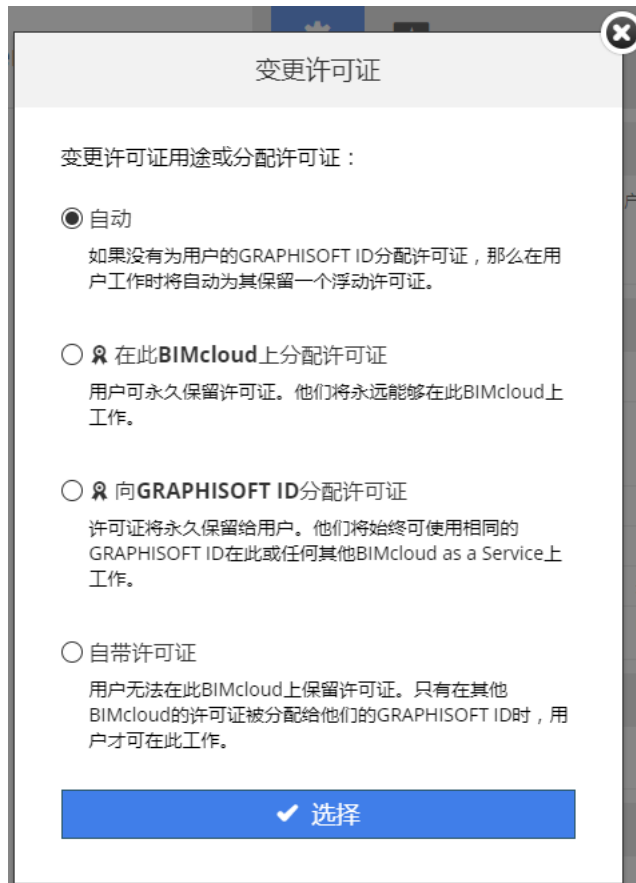 变更许可证
变更许可证用途或分配许可证：
自动
如果没有为用户的GRAPHISOFT ID分配许可证，那么在用
户工作时将自动为其保留一个浮动许可证。
在此BIMcloud上分配许可证
用户可永久保留许可证。他们将永远能够在此BIMcloud上
工作。
向GRAPHISOFT ID分配许可证
许可证将永久保留给用户。他们将始终可使用相同的
GRAPHISOFT ID在此或任何其他BIMcloud as a Service上
工作。
自带许可证
用户无法在此BIMcloud上保留许可证。只有在其他
BIMcloud的许可证被分配给他们的GRAPHISOFT ID时，用
户才可在此工作。
选择